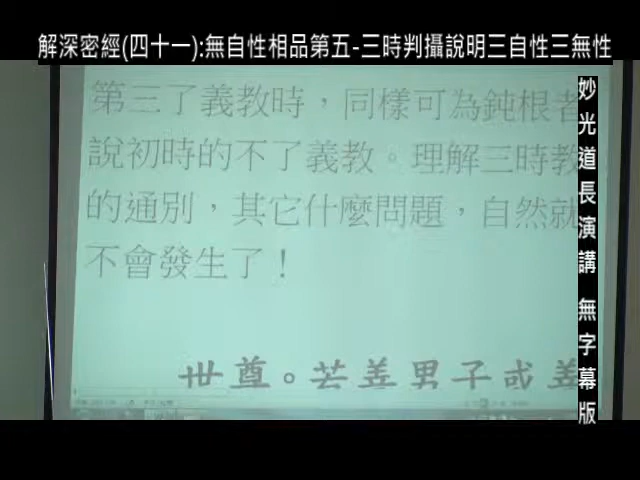 解深密經(四十一):無自性相品第五-三時判攝說明三自性三無性
第三了義教時，同樣可為鈍根者
說初時的不了義教。理解三時教
的通別，其它什麼問題，自然就
不會發生了！
世尊。若善男子或善
妙光道長演講 無字幕版